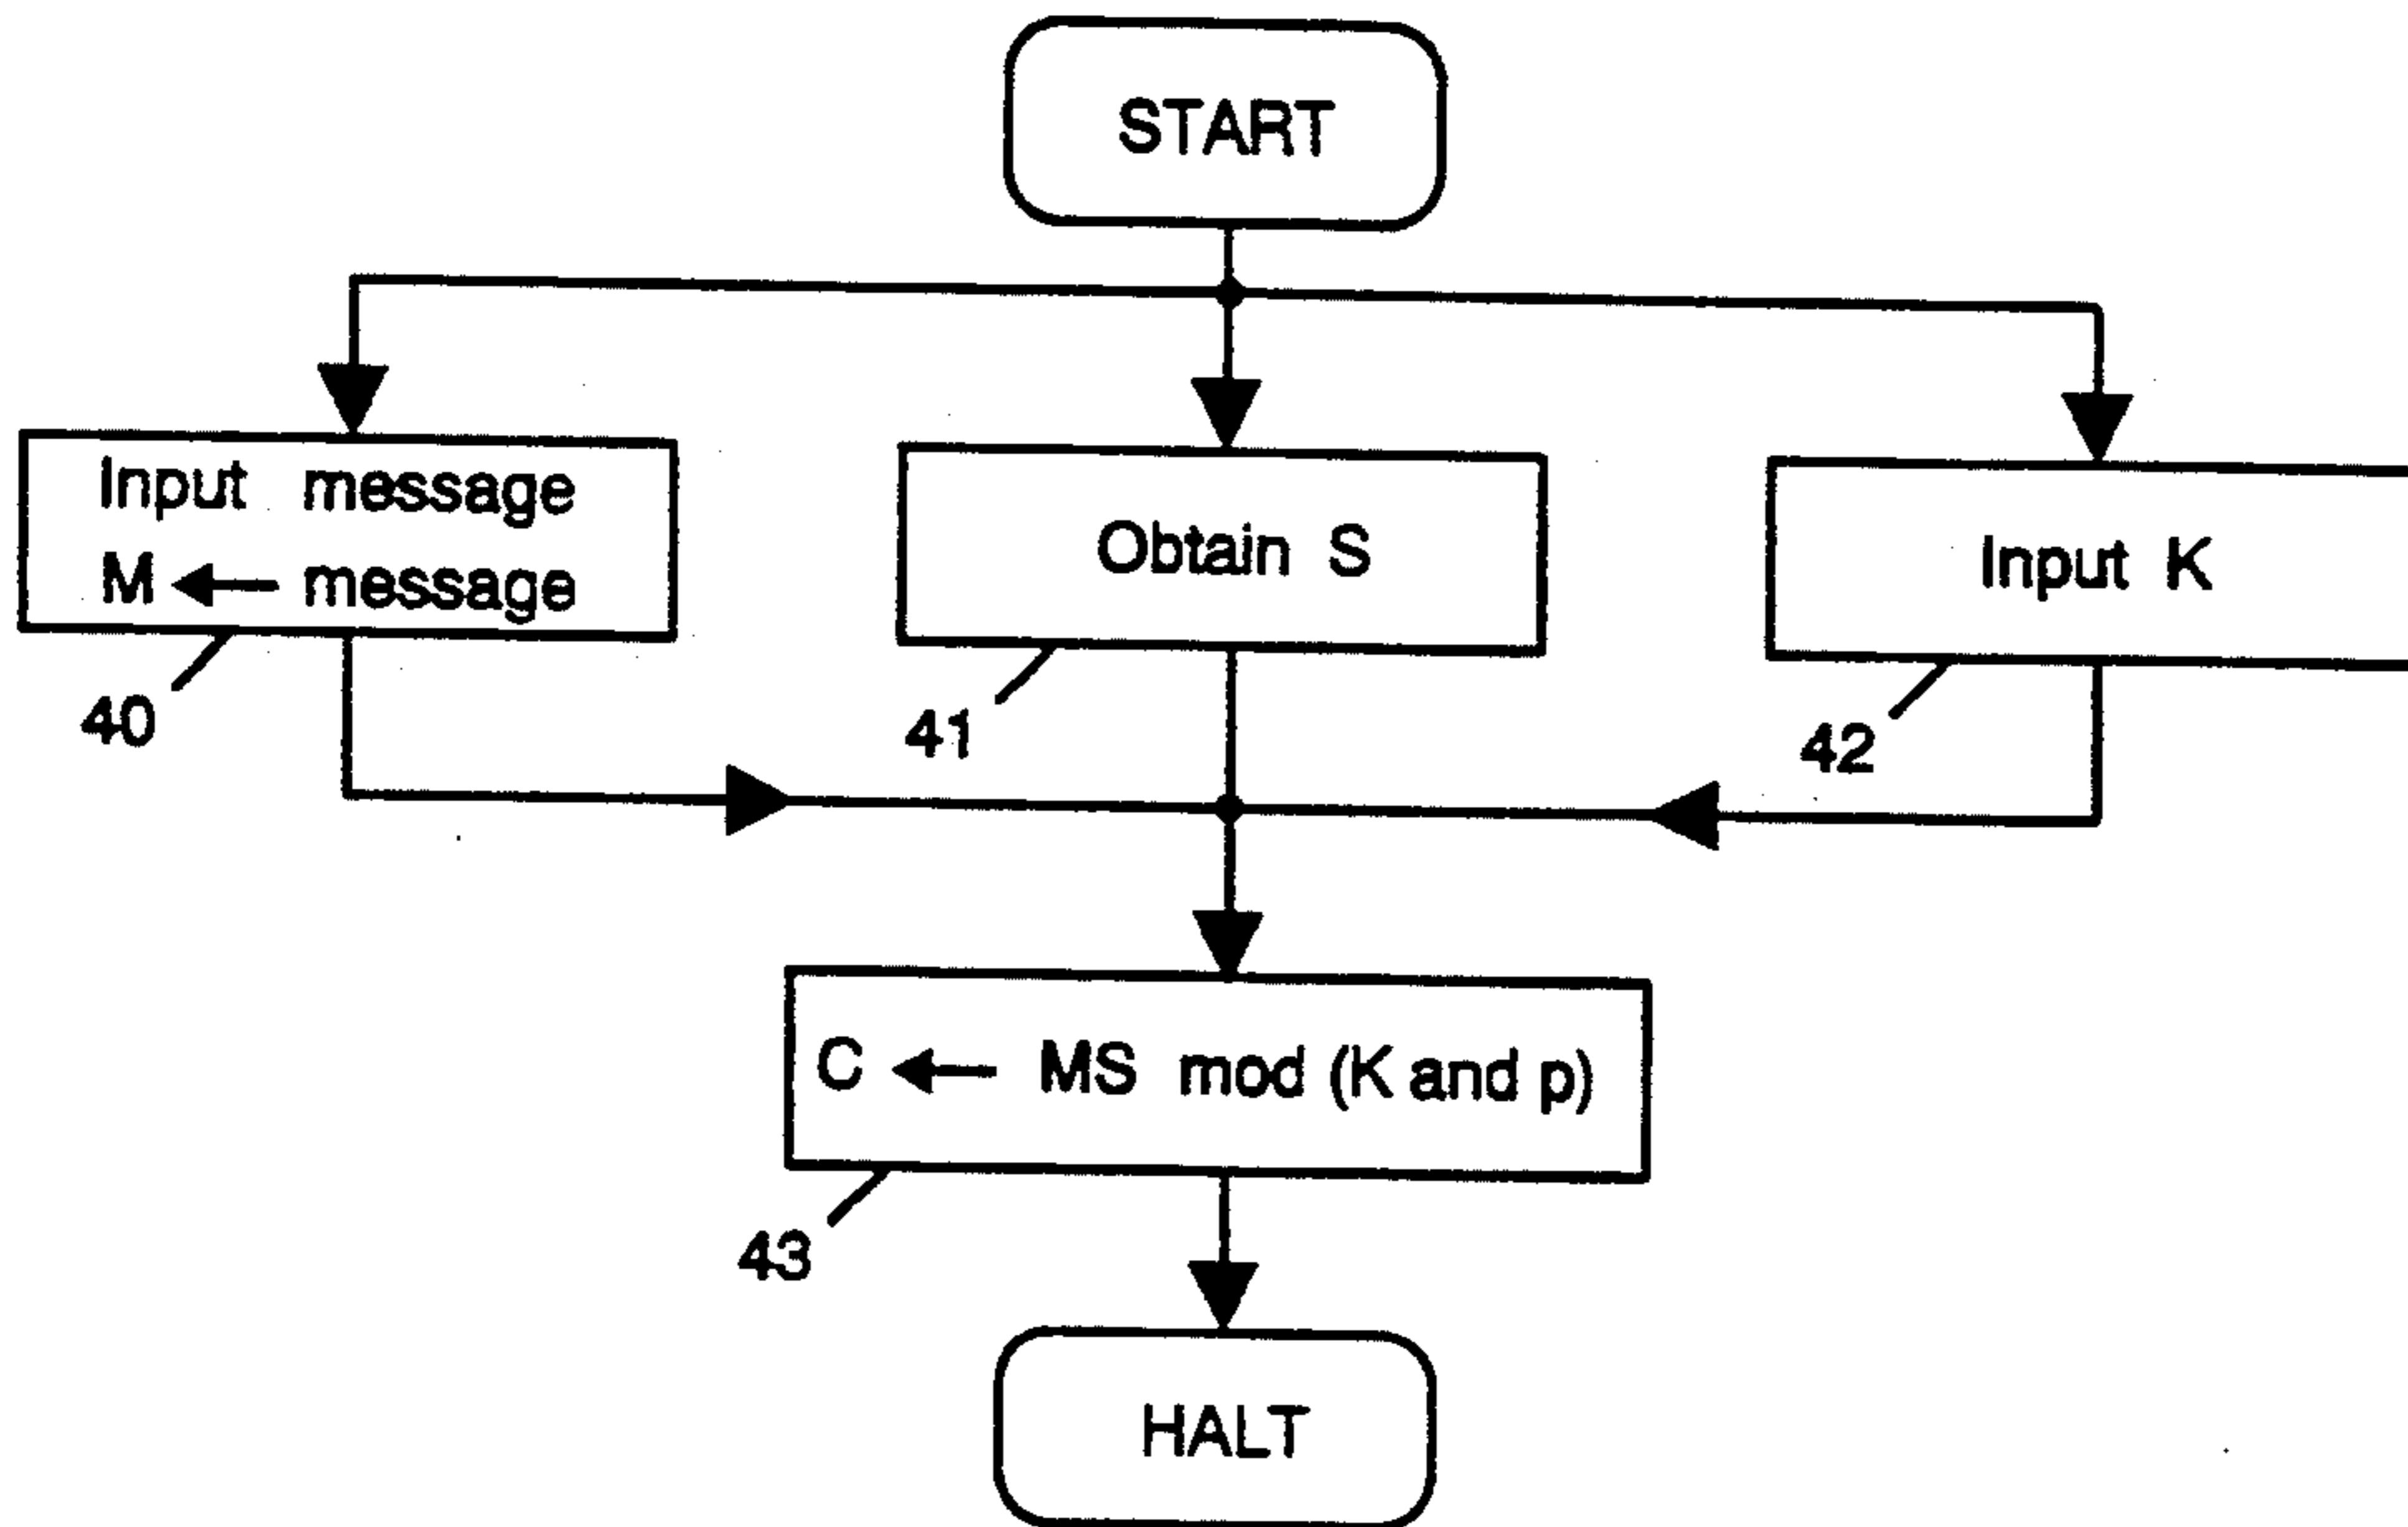 START
Input message
M ← message
Obtain S
Input K
40
41
42
C ← MS mod (K and p)
43
HALT